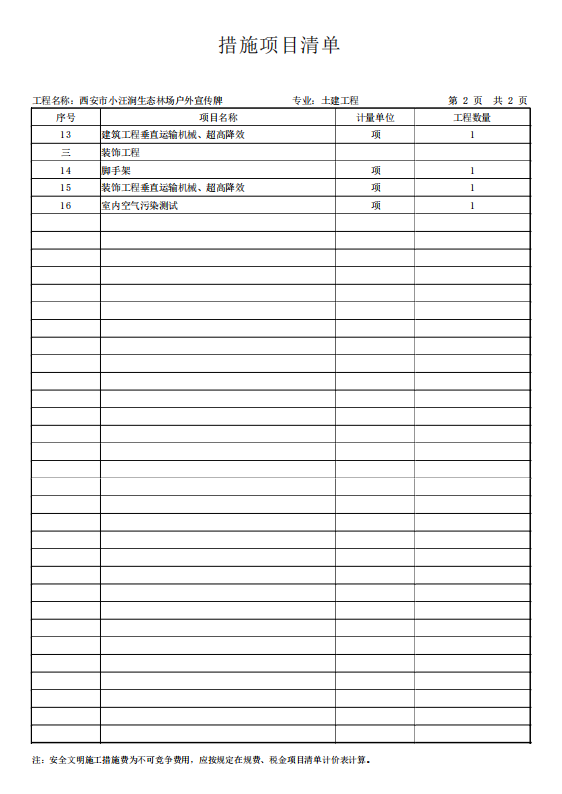 措施项目清单
工程名称：西安市小汪涧生态林场户外宣传牌 专业：土建工程 第 2 页 共 2 页
序号 项目名称 计量单位 工程数量
13 建筑工程垂直运输机械、超高降效 项 1
三 装饰工程
14 脚手架 项 1
15 装饰工程垂直运输机械、超高降效 项 1
16 室内空气污染测试 项 1
注：安全文明施工措施费为不可竞争费用，应按规定在规费、税金项目清单计价表计算。